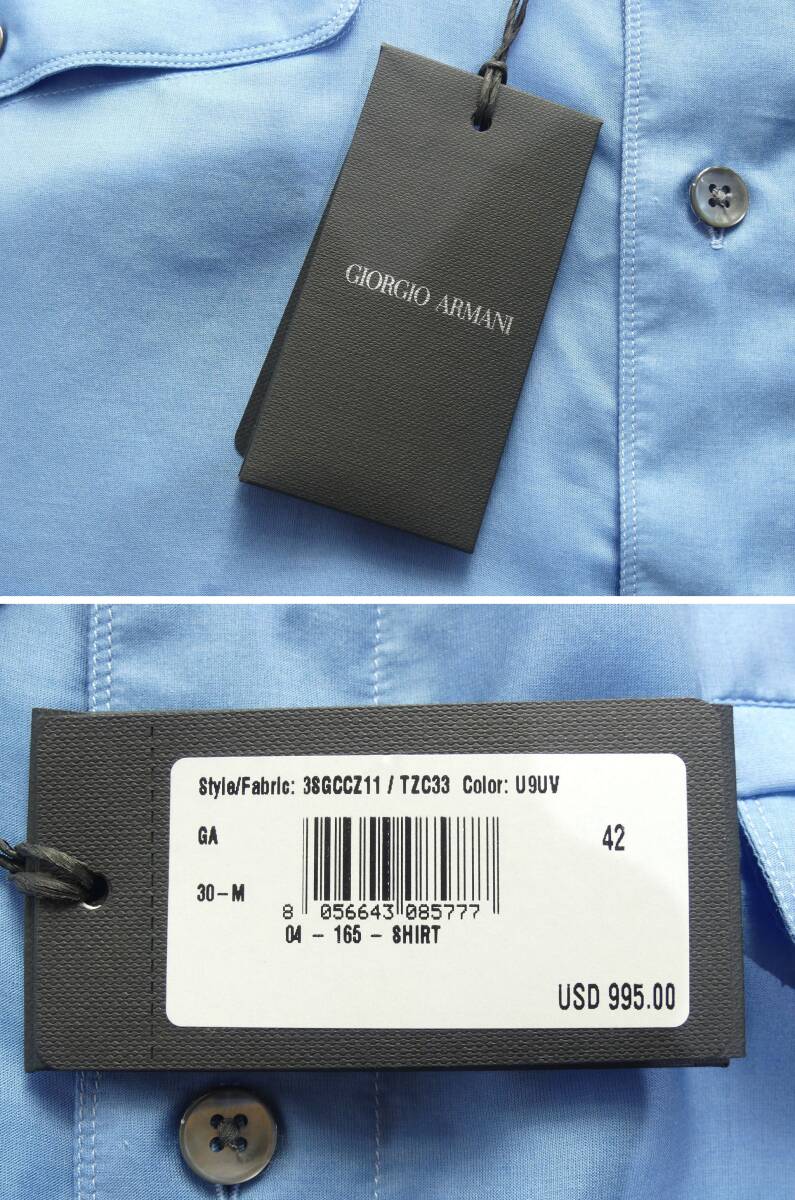 GIORGIO ARMANI
Style/Fabric: 3SGCCZ11 / TZC33 Color: U9UV
GA
42
30-M
8 056643 085777
04 - 165 - SHIRT
USD 995.00